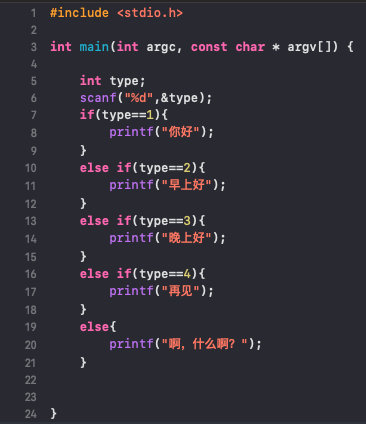 1 #include <stdio.h>
2
3 int main(int argc, const char * argv[]) {
4
5     int type;
6     scanf("%d",&type);
7     if(type==1){
8         printf("你好");
9     }
10     else if(type==2){
11         printf("早上好");
12     }
13     else if(type==3){
14         printf("晚上好");
15     }
16     else if(type==4){
17         printf("再见");
18     }
19     else{
20         printf("啊，什么啊？");
21     }
22
23
24 }